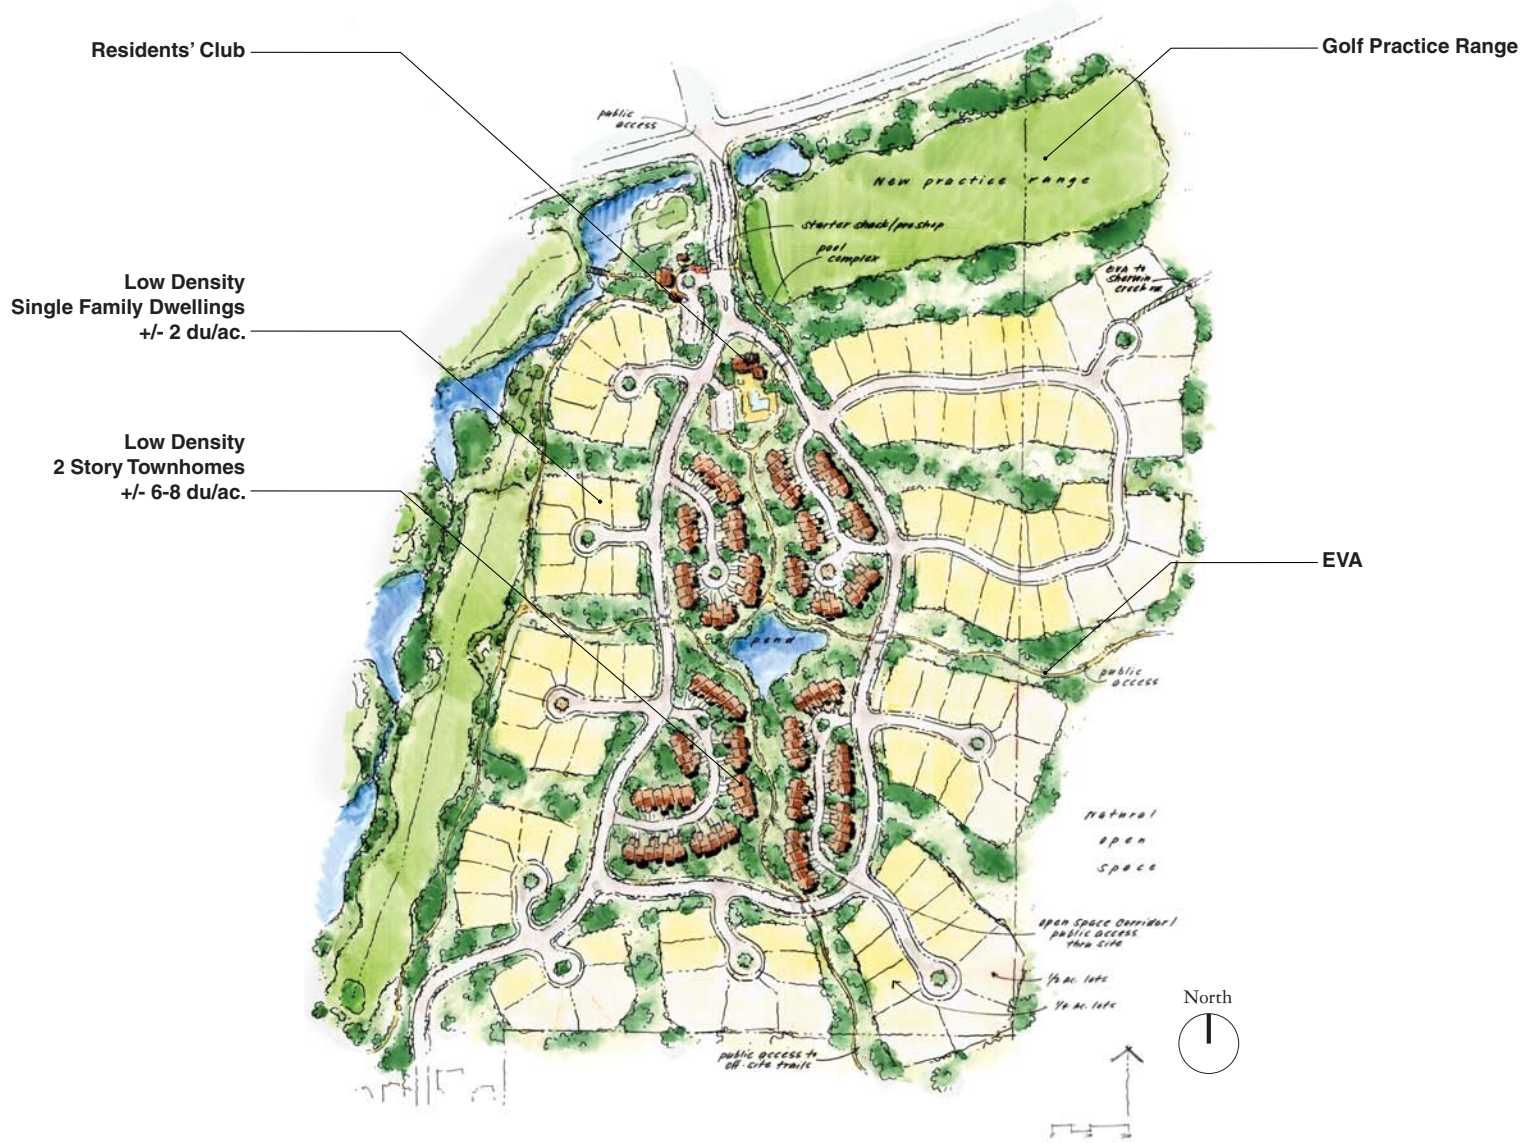 Residents' Club
Golf Practice Range
public
access
New practice range
starter shack/pro shop
pool
complex
EVA to
Sherwin
Creek Rd.
Low Density
Single Family Dwellings
+/- 2 du/ac.
Low Density
2 Story Townhomes
+/- 6-8 du/ac.
EVA
pond
public
access
Natural
open
space
open space corridor/
public access
thru site
1/2 ac. lots
1/4 ac. lots
North
public access to
off-site trails